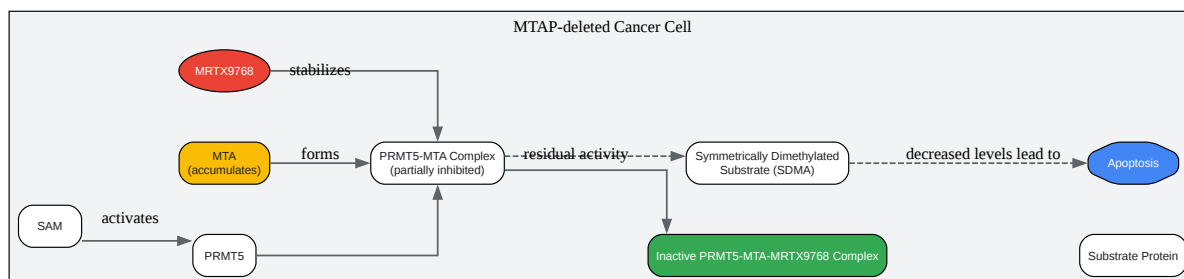 MTAP-deleted Cancer Cell
MRTX9768
stabilizes
MTA
(accumulates)
forms
PRMT5-MTA Complex
(partially inhibited)
residual activity
Symmetrically Dimethylated
Substrate (SDMA)
decreased levels lead to
Apoptosis
SAM
activates
PRMT5
Inactive PRMT5-MTA-MRTX9768 Complex
Substrate Protein